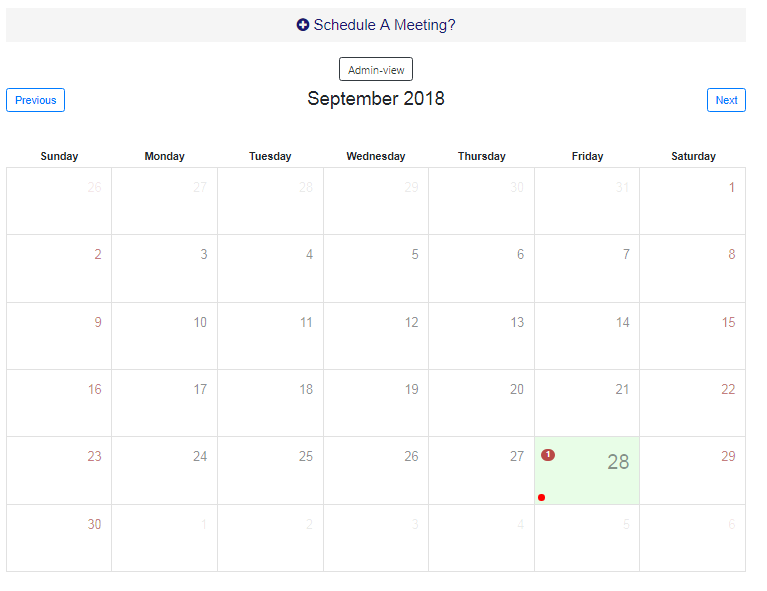 Schedule A Meeting?
Admin-view
Previous September 2018 Next
Sunday Monday Tuesday Wednesday Thursday Friday Saturday
26 27 28 29 30 31 1
2 3 4 5 6 7 8
9 10 11 12 13 14 15
16 17 18 19 20 21 22
23 24 25 26 27 1 28 29
30 1 2 3 4 5 6